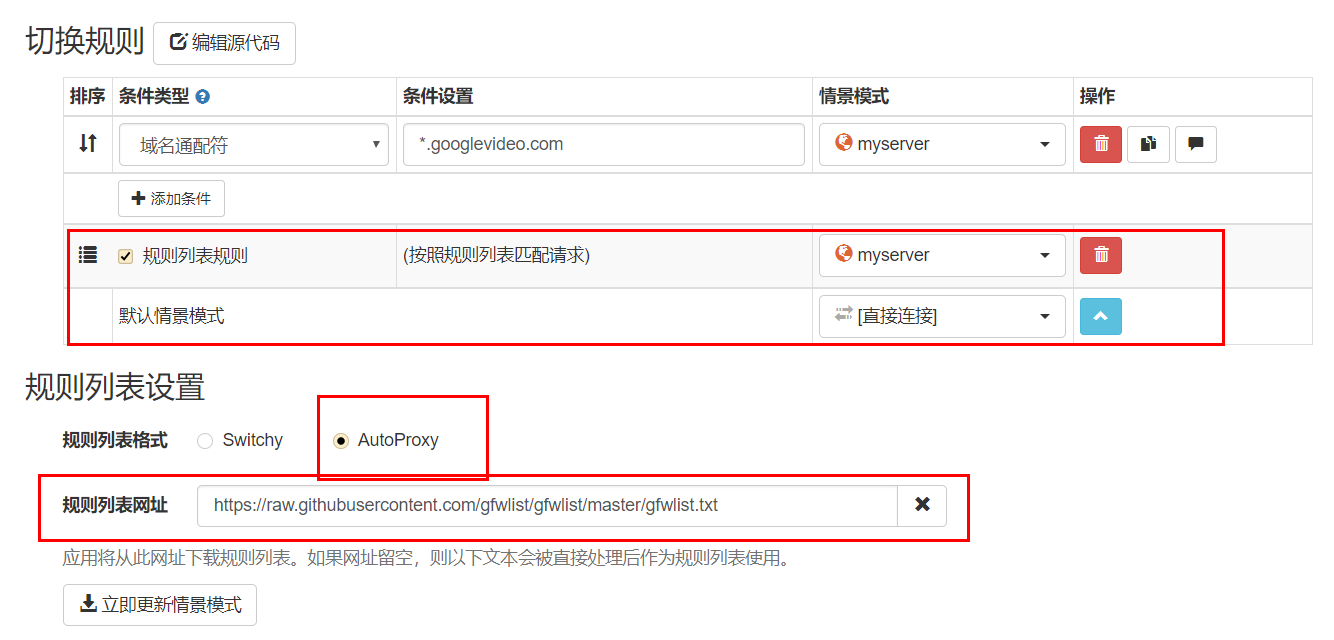 切换规则 编辑源代码
排序 条件类型 条件设置 情景模式 操作
域名通配符 *.googlevideo.com myserver
添加条件
规则列表规则 (按照规则列表匹配请求) myserver
默认情景模式 [直接连接]
规则列表设置
规则列表格式 Switchy AutoProxy
规则列表网址 https://raw.githubusercontent.com/gfwlist/gfwlist/master/gfwlist.txt
应用将从此网址下载规则列表。如果网址留空，则以下文本会被直接处理后作为规则列表使用。
立即更新情景模式